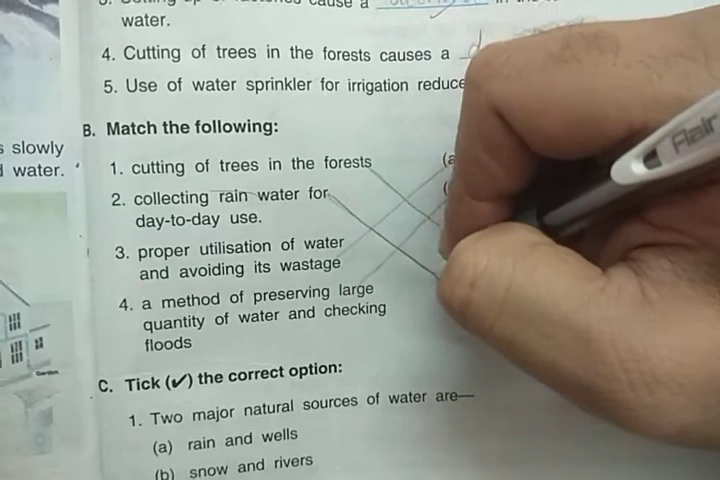 cause a
water.
4. Cutting of trees in the forests causes a d
5. Use of water sprinkler for irrigation reduce
slowly
water.
B. Match the following:
1. cutting of trees in the forests (a
2. collecting rain water for (
day-to-day use.
3. proper utilisation of water
and avoiding its wastage
4. a method of preserving large
quantity of water and checking
floods
C. Tick (✔) the correct option:
1. Two major natural sources of water are—
(a) rain and wells
(b) snow and rivers
Flair